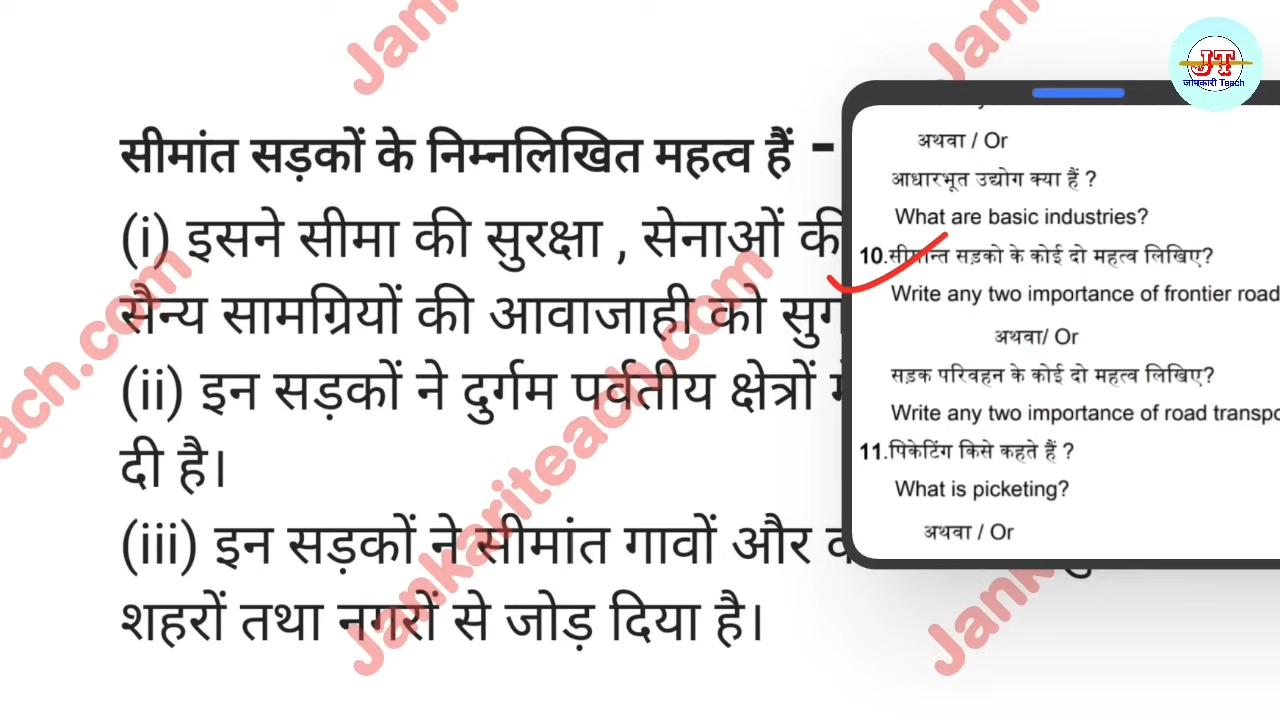 सीमांत सड़कों के निम्नलिखित महत्व हैं -
(i) इसने सीमा की सुरक्षा , सेनाओं की
सैन्य सामग्रियों की आवाजाही को
(ii) इन सड़कों ने दुर्गम पर्वतीय क्षेत्रों
दी है।
(iii) इन सड़कों ने सीमांत गावों और
शहरों तथा नगरों से जोड़ दिया है।
JT
जानकारी Teach
अथवा / Or
आधारभूत उद्योग क्या हैं ?
What are basic industries?
10.सीमान्त सड़को के कोई दो महत्व लिखिए?
Write any two importance of frontier road
अथवा/ Or
सड़क परिवहन के कोई दो महत्व लिखिए?
Write any two importance of road
11.पिकेटिंग किसे कहते हैं ?
What is picketing?
अथवा / Or
Jankariteach.com